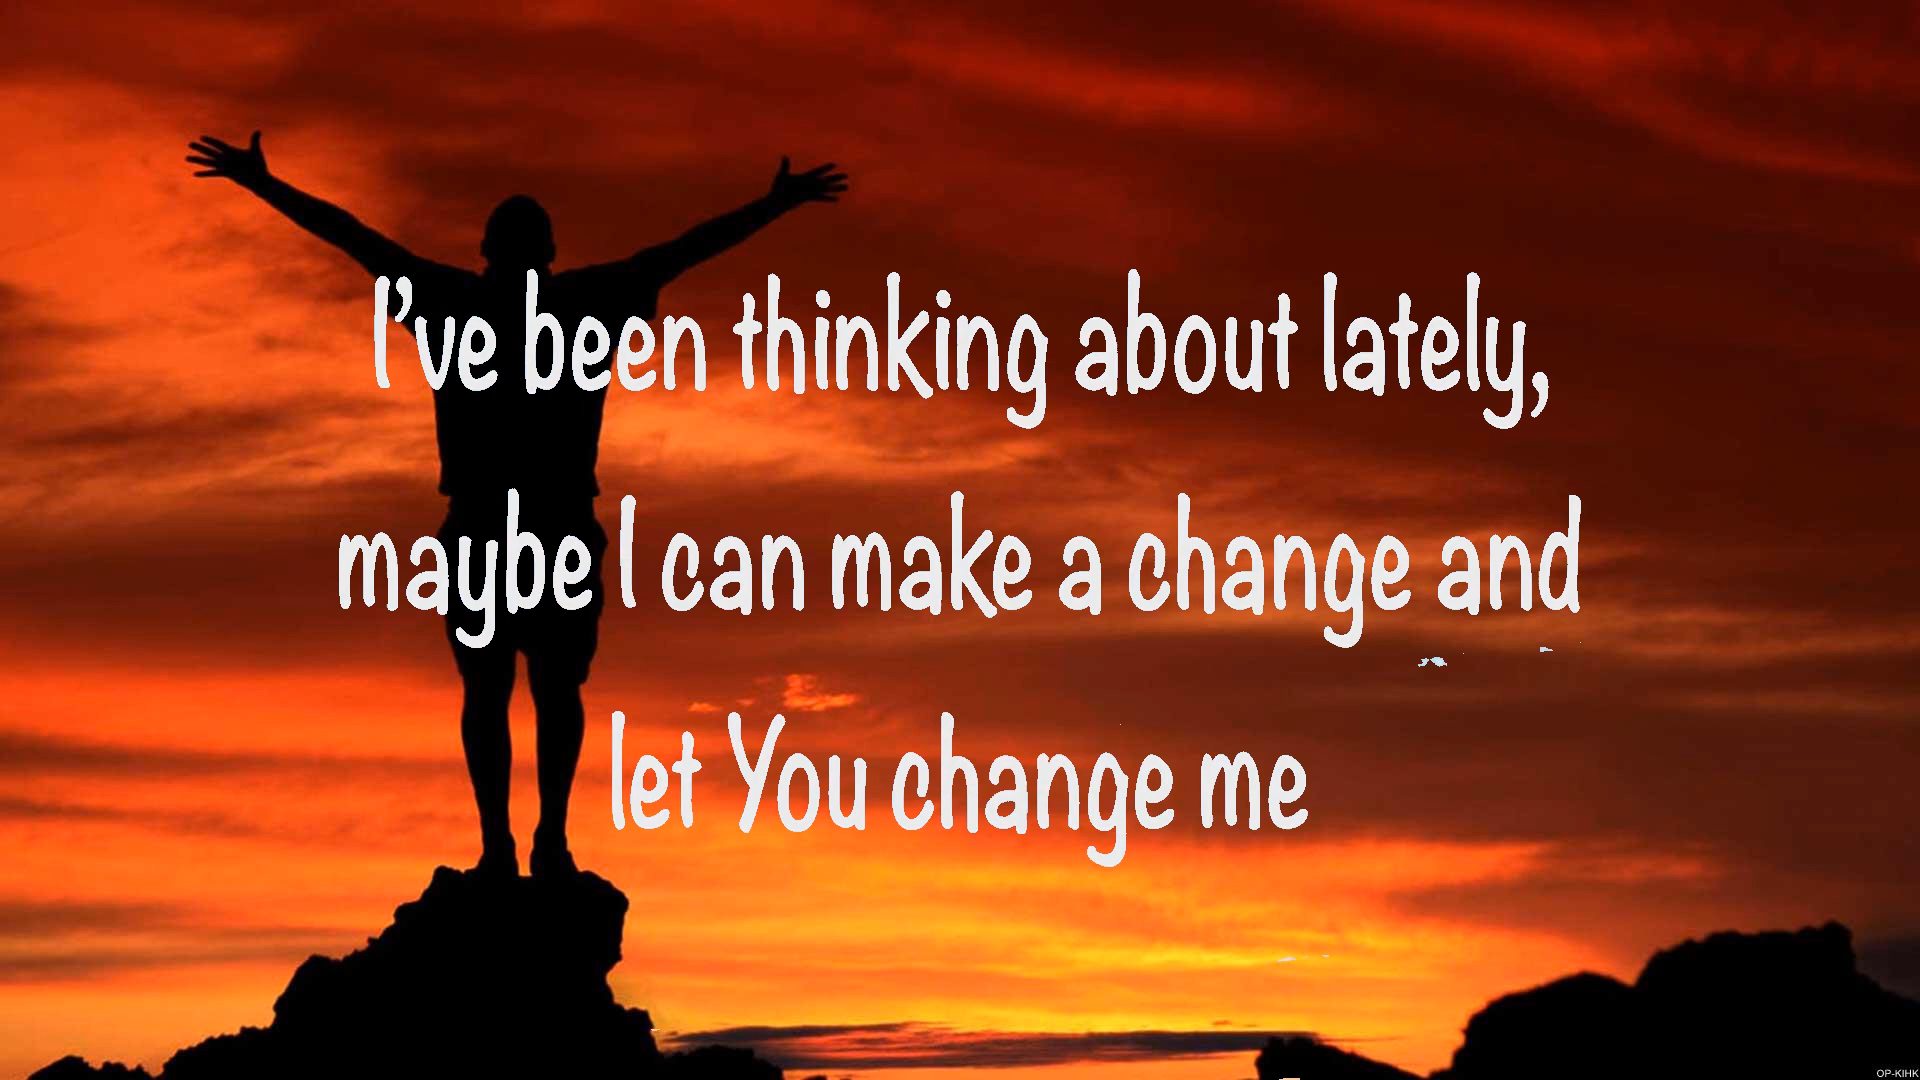 I’ve been thinking about lately,
maybe I can make a change and
let You change me
OP-KIHK